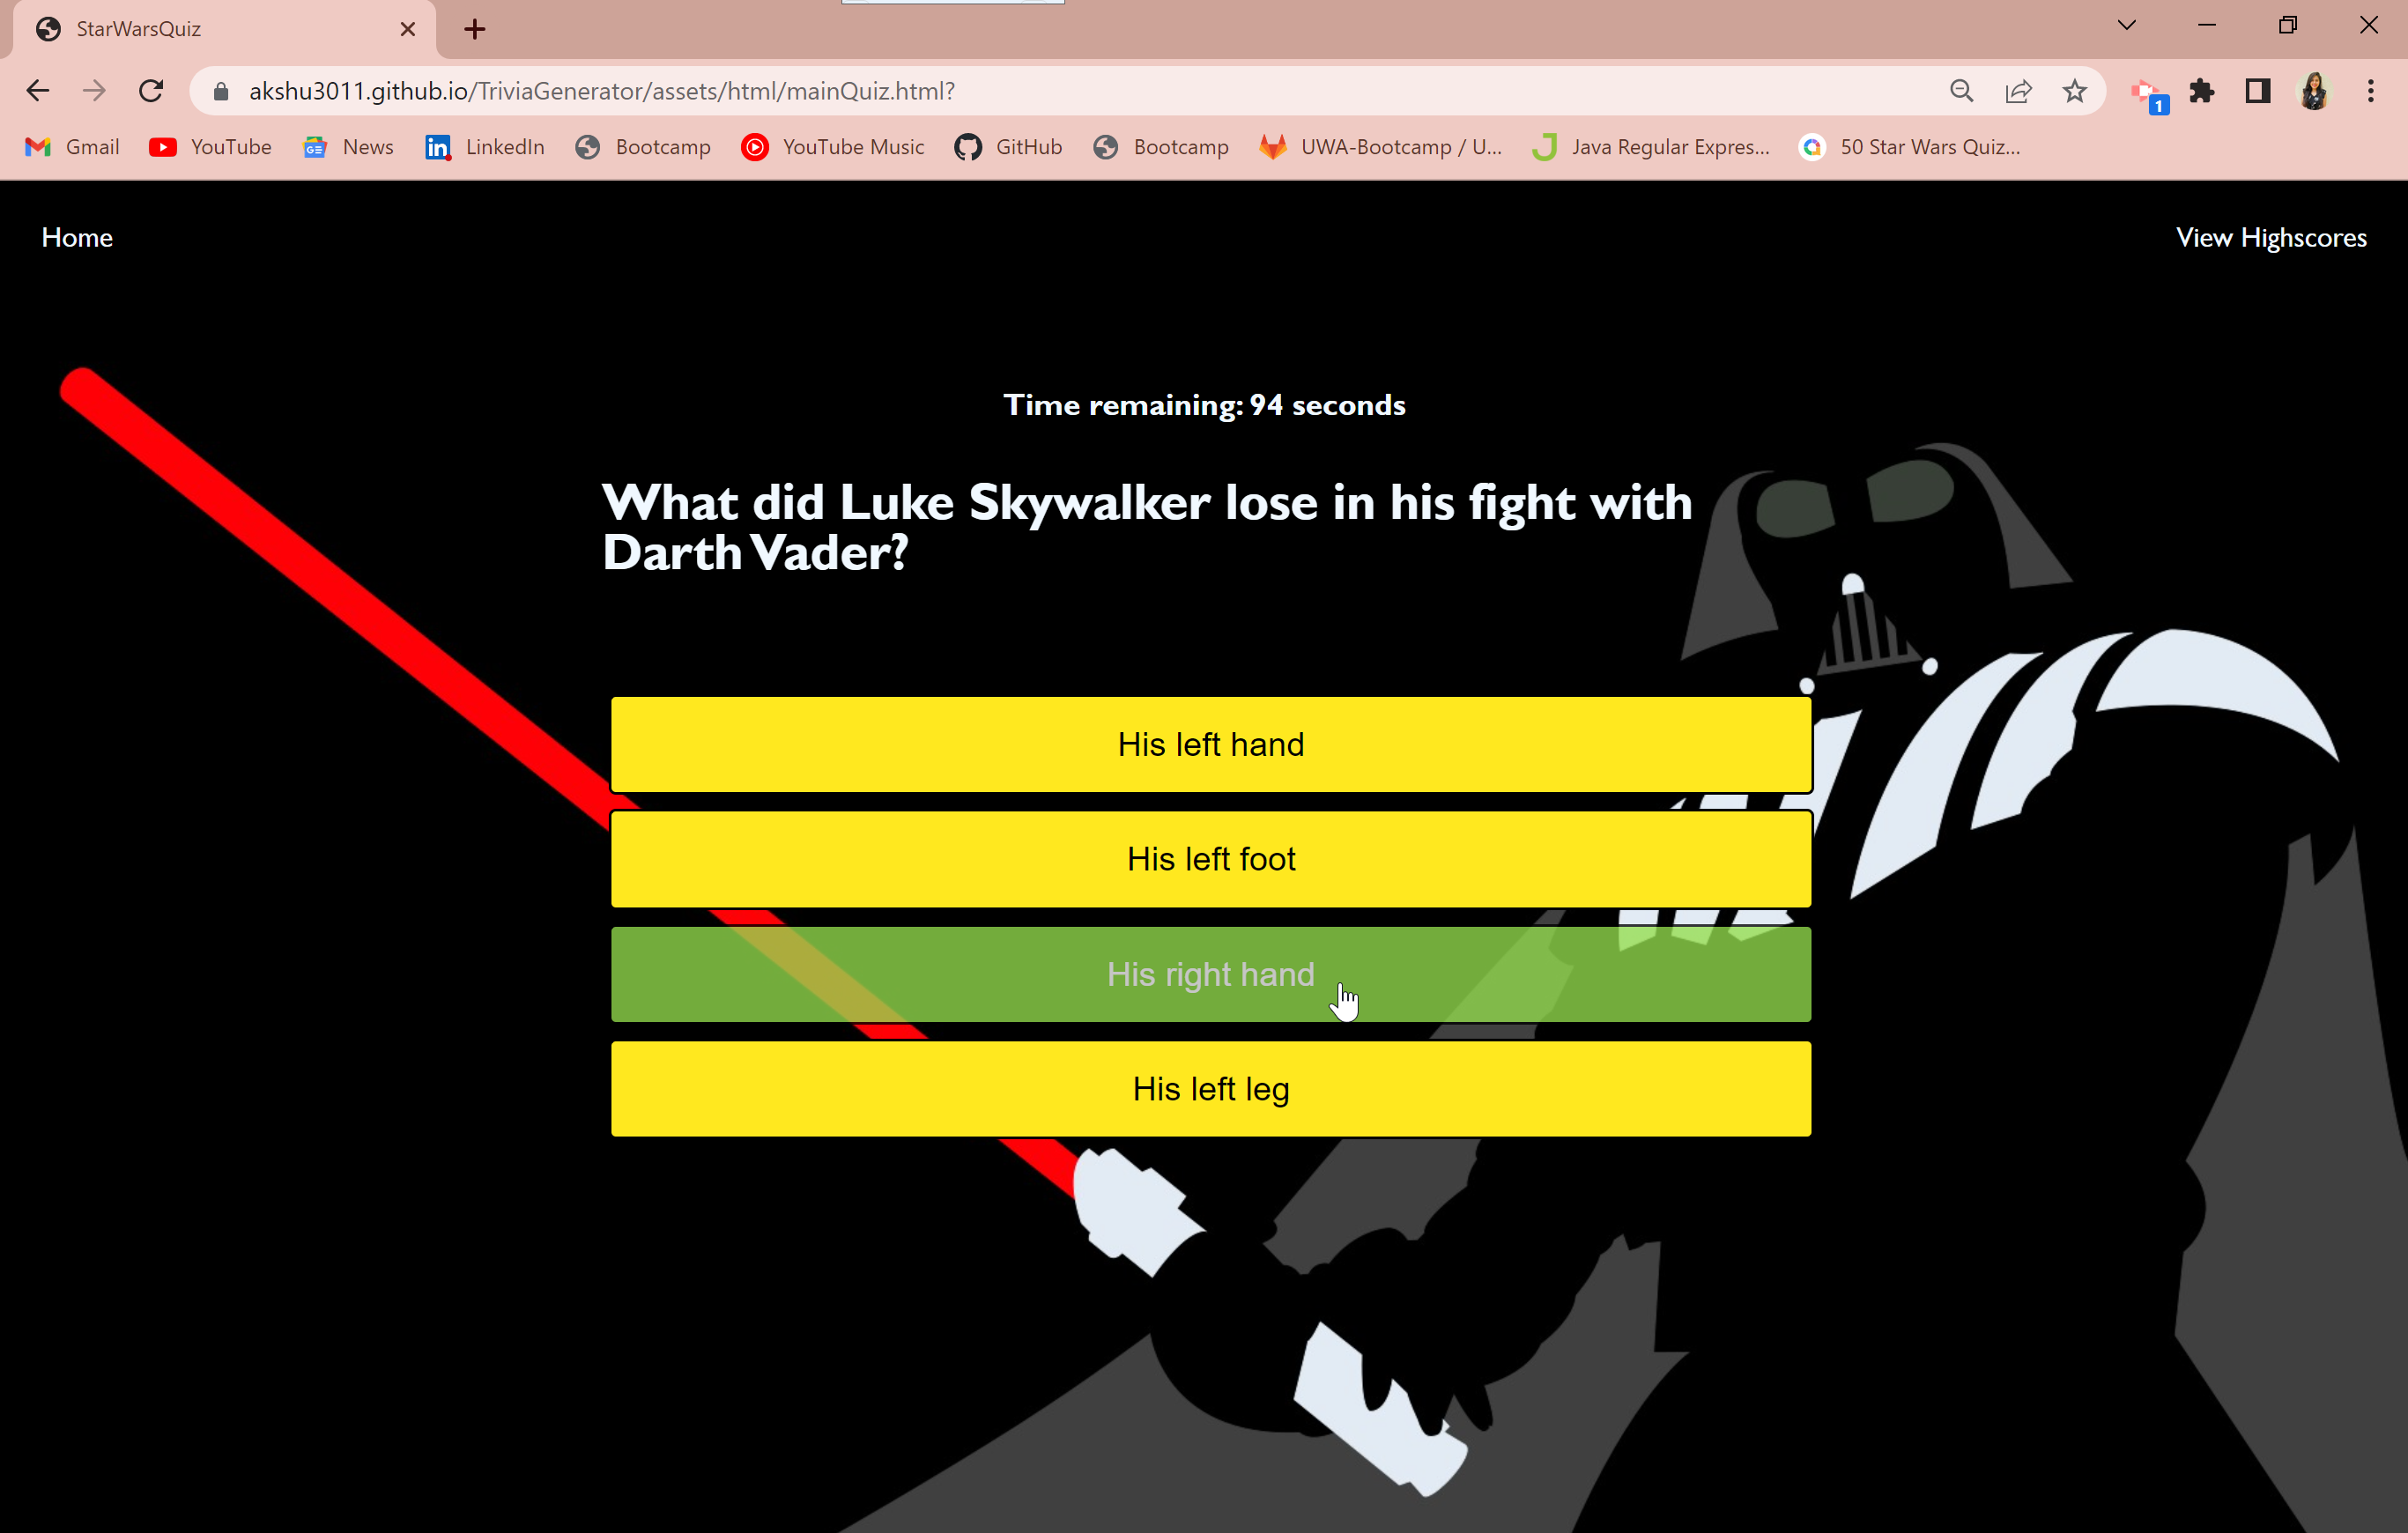 StarWarsQuiz
akshu3011.github.io/TriviaGenerator/assets/html/mainQuiz.html?
1
Gmail YouTube News LinkedIn Bootcamp YouTube Music GitHub Bootcamp UWA-Bootcamp / U... Java Regular Expres... 50 Star Wars Quiz...
Home View Highscores
Time remaining: 94 seconds
What did Luke Skywalker lose in his fight with
Darth Vader?
His left hand
His left foot
His right hand
His left leg